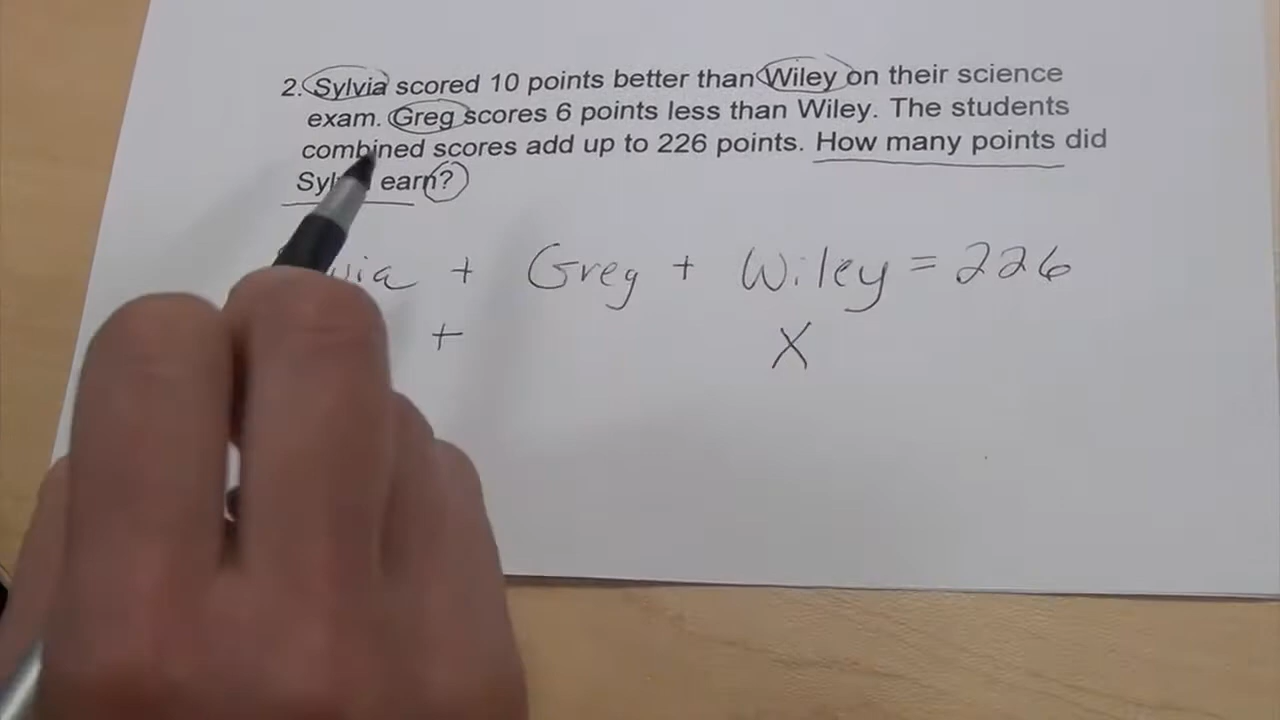 2. Sylvia scored 10 points better than Wiley on their science
exam. Greg scores 6 points less than Wiley. The students
combined scores add up to 226 points. How many points did
earn?
+ Greg + Wiley = 226
+ X